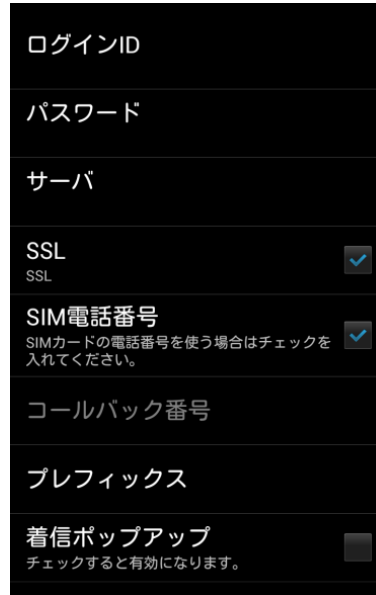 ログインID
パスワード
サーバ
SSL
SSL
SIM電話番号
SIMカードの電話番号を使う場合はチェックを
入れてください。
コールバック番号
プレフィックス
着信ポップアップ
チェックすると有効になります。